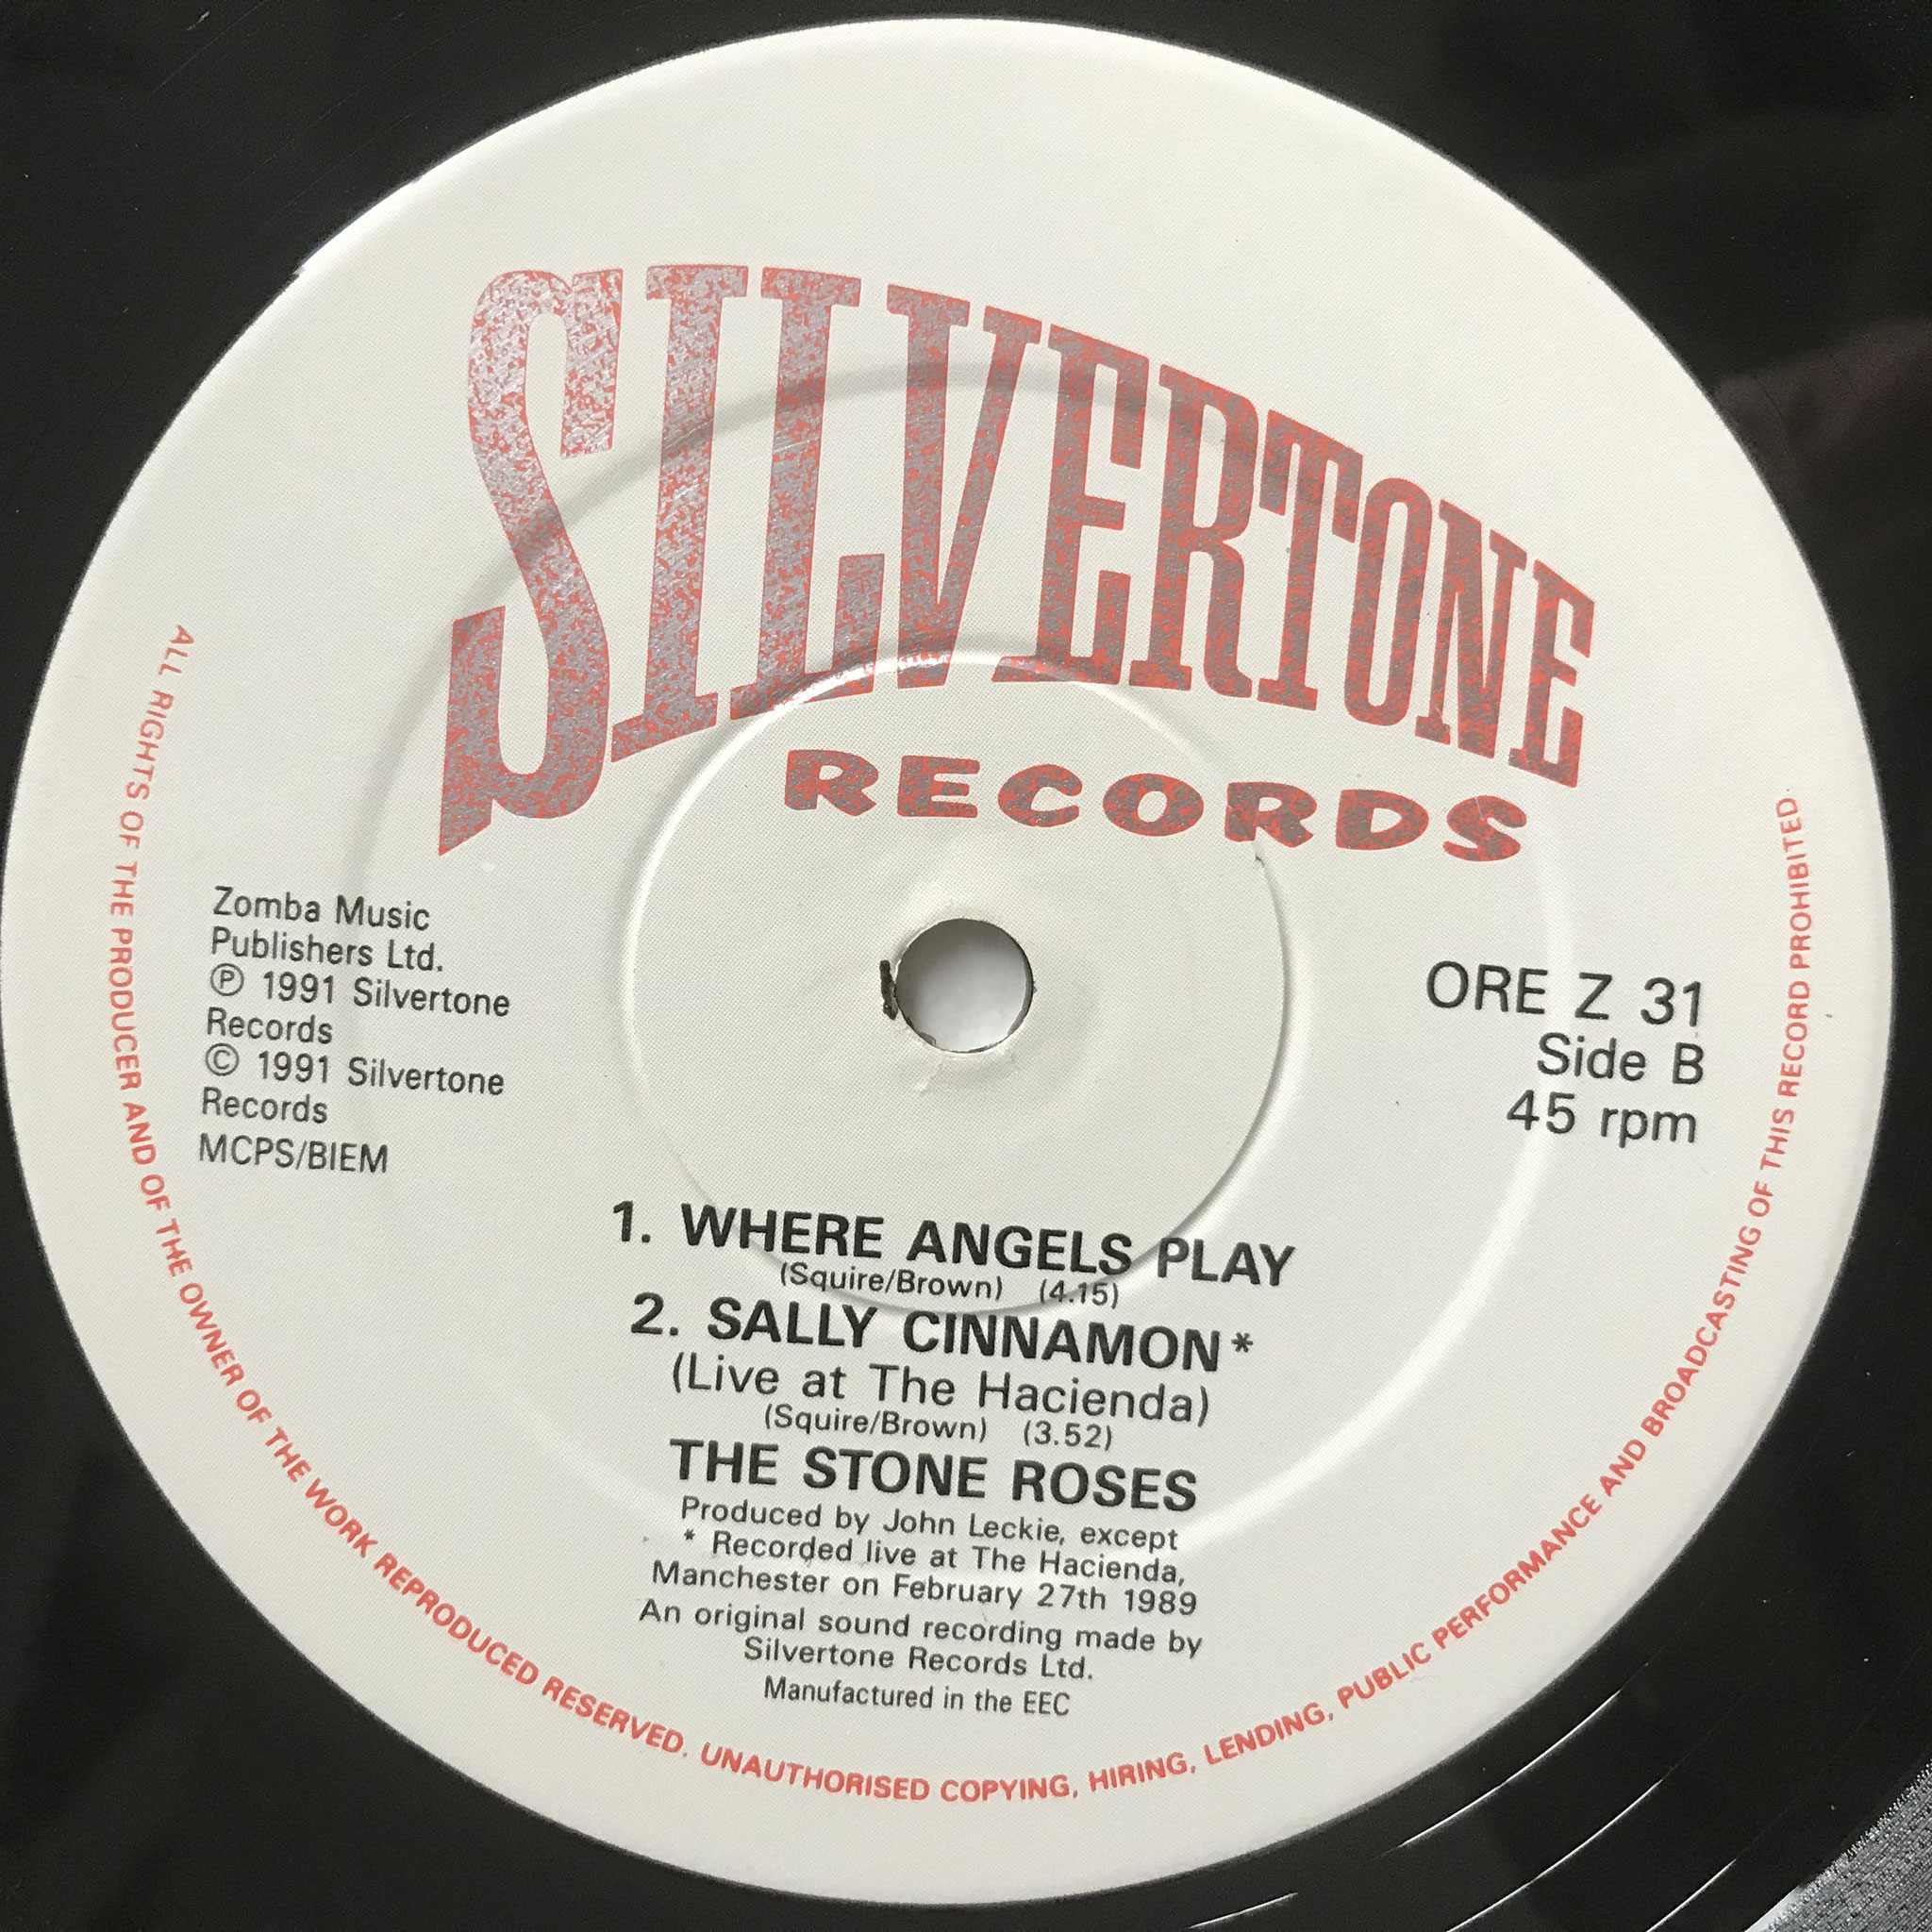 SILVERTONE
RECORDS
Zomba Music
Publishers Ltd.
℗ 1991 Silvertone
Records
© 1991 Silvertone
Records
MCPS/BIEM
ORE Z 31
Side B
45 rpm
1. WHERE ANGELS PLAY
(Squire/Brown) (4.15)
2. SALLY CINNAMON*
(Live at The Hacienda)
(Squire/Brown) (3.52)
THE STONE ROSES
Produced by John Leckie, except
* Recorded live at The Hacienda,
Manchester on February 27th 1989
An original sound recording made by
Silvertone Records Ltd.
Manufactured in the EEC
ALL RIGHTS OF THE PRODUCER AND OF THE OWNER OF THE WORK REPRODUCED RESERVED. UNAUTHORISED COPYING, HIRING, LENDING, PUBLIC PERFORMANCE AND BROADCASTING OF THIS RECORD PROHIBITED